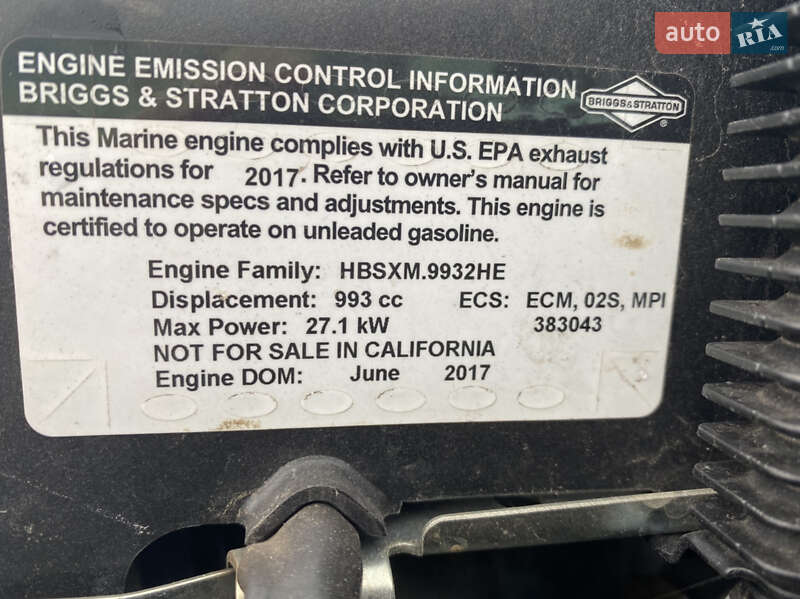 auto RIA.com
ENGINE EMISSION CONTROL INFORMATION
BRIGGS & STRATTON CORPORATION
BRIGGS&STRATTON
®
This Marine engine complies with U.S. EPA exhaust
regulations for 2017. Refer to owner's manual for
maintenance specs and adjustments. This engine is
certified to operate on unleaded gasoline.
Engine Family: HBSXM.9932HE
Displacement: 993 cc ECS: ECM, 02S, MPI
Max Power: 27.1 kW 383043
NOT FOR SALE IN CALIFORNIA
Engine DOM: June 2017